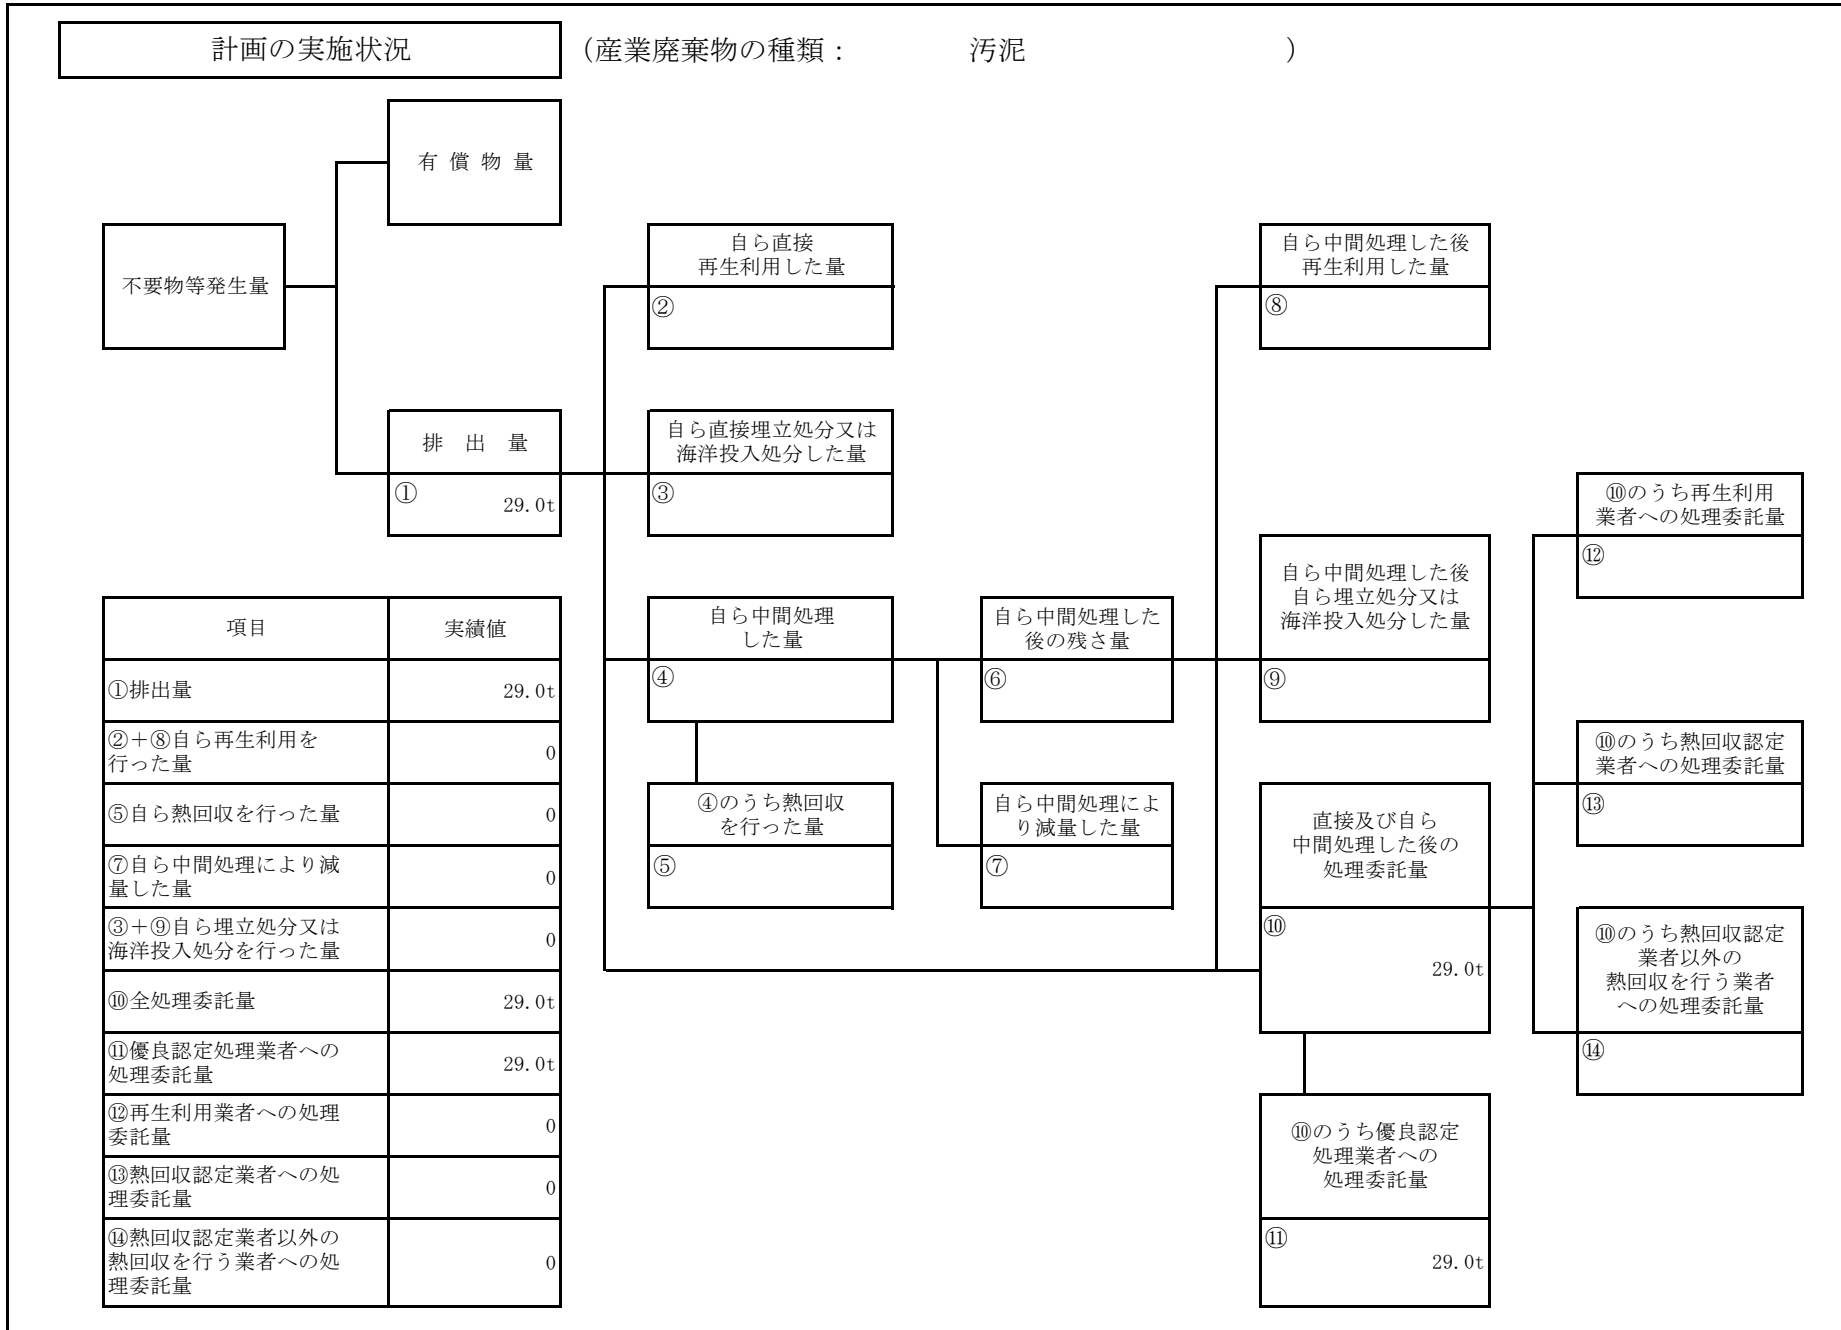 計画の実施状況
（産業廃棄物の種類： 汚泥 ）
有 償 物 量
不要物等発生量
自ら直接
再生利用した量
②
自ら中間処理した後
再生利用した量
⑧
排 出 量
① 29.0t
自ら直接埋立処分又は
海洋投入処分した量
③
⑩のうち再生利用
業者への処理委託量
⑫
自ら中間処理した後
自ら埋立処分又は
海洋投入処分した量
⑨
自ら中間処理
した量
④
自ら中間処理した
後の残さ量
⑥
④のうち熱回収
を行った量
⑤
自ら中間処理によ
り減量した量
⑦
直接及び自ら
中間処理した後の
処理委託量
⑩
29.0t
⑩のうち熱回収認定
業者への処理委託量
⑬
⑩のうち熱回収認定
業者以外の
熱回収を行う業者
への処理委託量
⑭
⑩のうち優良認定
処理業者への
処理委託量
⑪
29.0t
項目 実績値
①排出量 29.0t
②＋⑧自ら再生利用を
行った量 0
⑤自ら熱回収を行った量 0
⑦自ら中間処理により減
量した量 0
③＋⑨自ら埋立処分又は
海洋投入処分を行った量 0
⑩全処理委託量 29.0t
⑪優良認定処理業者への
処理委託量 29.0t
⑫再生利用業者への処理
委託量 0
⑬熱回収認定業者への処
理委託量 0
⑭熱回収認定業者以外の
熱回収を行う業者への処
理委託量 0